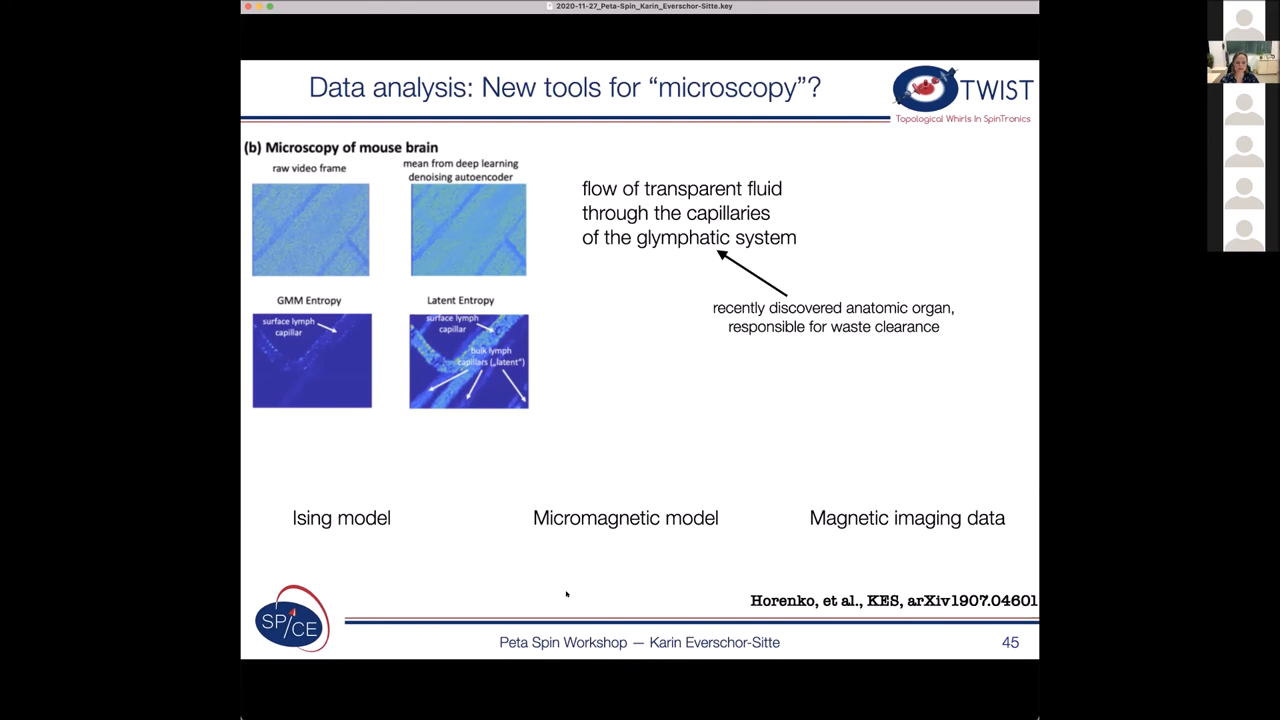 2020-11-27_Peta-Spin_Karin_Everschor-Sitte.key
Data analysis: New tools for “microscopy”?
TWIST
Topological Whirls In SpinTronics
(b) Microscopy of mouse brain
raw video frame
mean from deep learning
denoising autoencoder
flow of transparent fluid
through the capillaries
of the glymphatic system
recently discovered anatomic organ,
responsible for waste clearance
GMM Entropy
Latent Entropy
surface lymph
capillar
surface lymph
capillar
bulk lymph
capillars („latent“)
Ising model
Micromagnetic model
Magnetic imaging data
Horenko, et al., KES, arXiv1907.04601
SP/CE
Peta Spin Workshop — Karin Everschor-Sitte
45